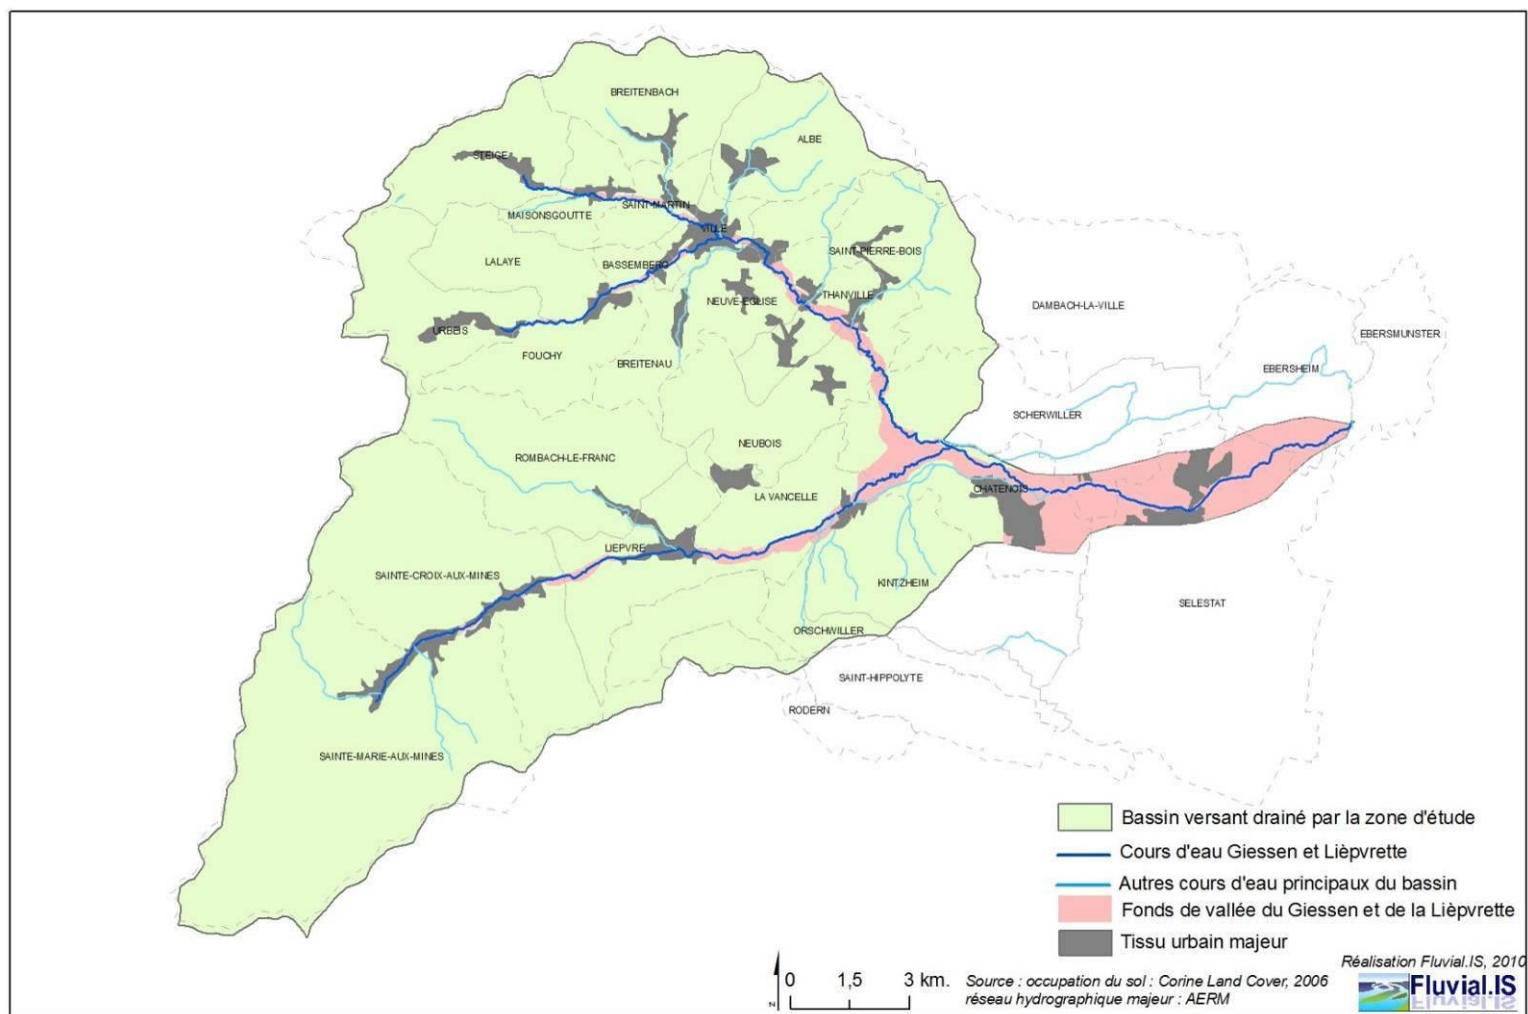 BREITENBACH
ALBE
STEIGE
SAINT-MARTIN
MAISONSGOUTTE
VILLE
SAINT-PIERRE-BOIS
LALAYE
BASSEMBERG
NEUVE-EGLISE
THANVILLE
DAMBACH-LA-VILLE
URBEIS
FOUCHY
BREITENAU
EBERSMUNSTER
EBERSHEIM
SCHERWILLER
NEUBOIS
ROMBACH-LE-FRANC
LA VANCELLE
CHATENOIS
LIEPVRE
SAINTE-CROIX-AUX-MINES
KINTZHEIM
SELESTAT
ORSCHWILLER
SAINT-HIPPOLYTE
RODERN
SAINTE-MARIE-AUX-MINES
Bassin versant drainé par la zone d'étude
Cours d'eau Giessen et Lièpvrette
Autres cours d'eau principaux du bassin
Fonds de vallée du Giessen et de la Lièpvrette
Tissu urbain majeur
Réalisation Fluvial.IS, 2010
N
0 1,5 3 km.
Source : occupation du sol : Corine Land Cover, 2006
réseau hydrographique majeur : AERM
Fluvial.IS